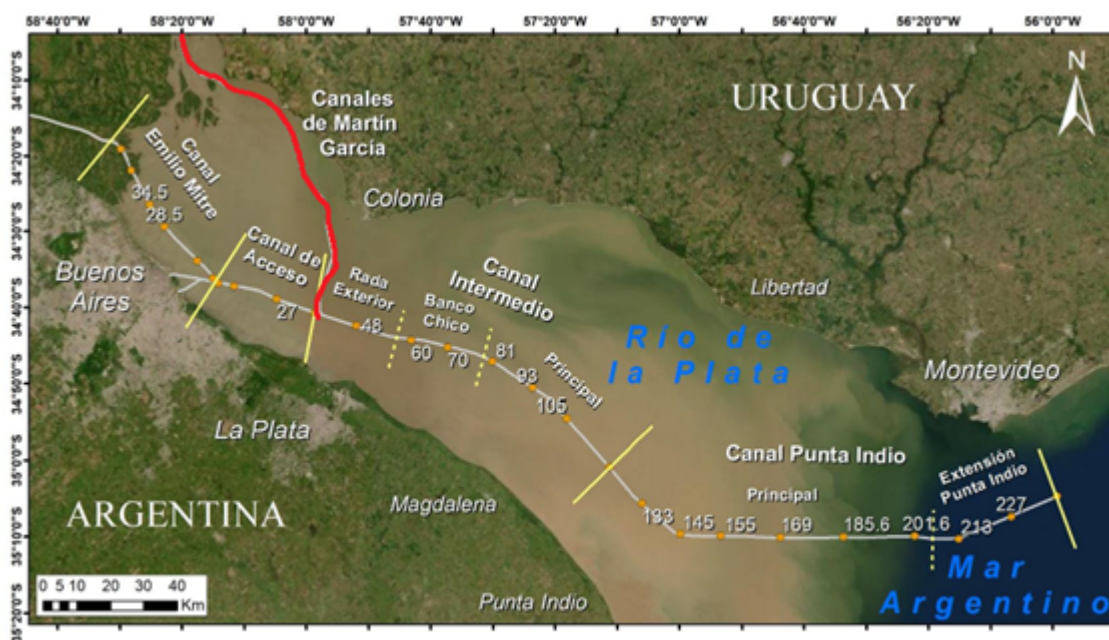 58°40'0"W 58°20'0"W 58°0'0"W 57°40'0"W 57°20'0"W 57°0'0"W 56°40'0"W 56°20'0"W 56°0'0"W
34°10'0"S
34°20'0"S
34°30'0"S
34°40'0"S
34°50'0"S
35°0'0"S
35°10'0"S
35°20'0"S
N
URUGUAY
Canales
de Martín
García
Canal
Emilio Mitre
34.5
28.5
Colonia
Buenos
Aires
Canal de
Acceso
27
Rada
Exterior
48
Canal
Intermedio
Banco
Chico
60
70
81
93
105
Principal
Libertad
Río de
la Plata
Montevideo
La Plata
Canal Punta Indio
Principal
Extensión
Punta Indio
ARGENTINA
Magdalena
133
145
155
169
185.6
201.6
213
227
Mar
Argentino
Punta Indio
0 5 10 20 30 40
Km